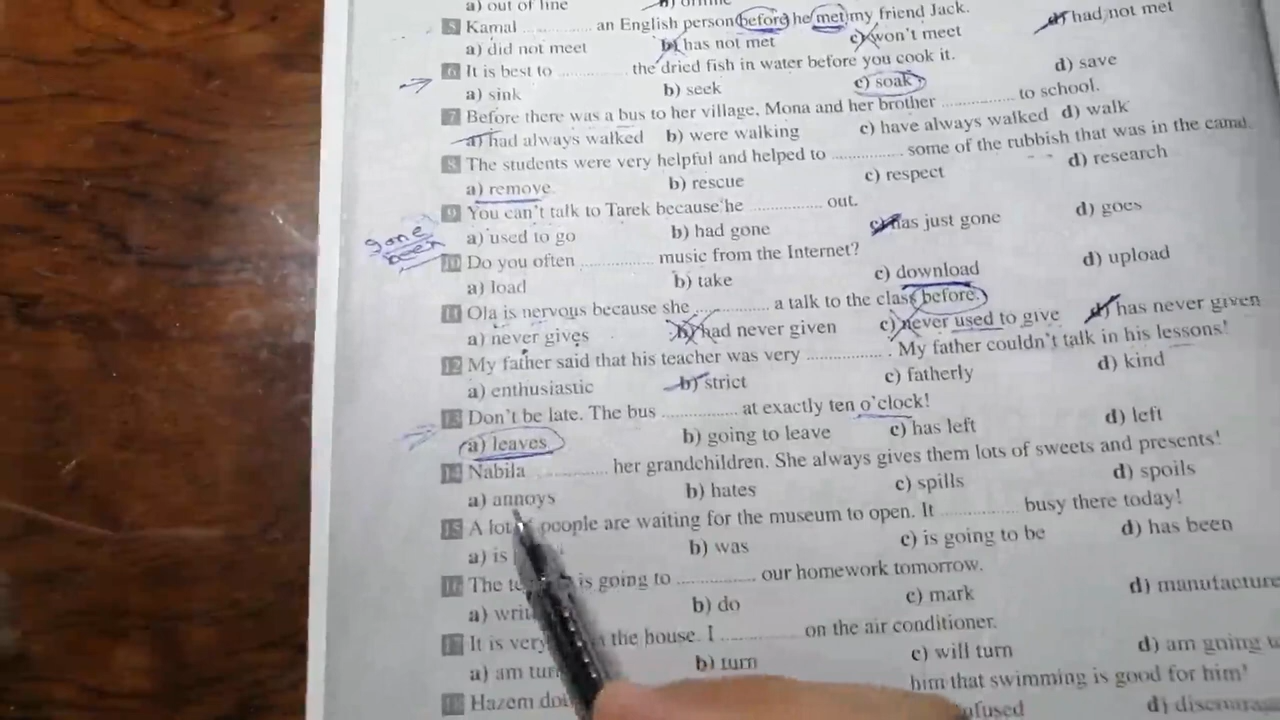 a) out of line
5 Kamal ............ an English person before he met my friend Jack.
a) did not meet b) has not met c) won't meet d) had not met
6 It is best to ............ the dried fish in water before you cook it.
a) sink b) seek c) soak d) save
7 Before there was a bus to her village, Mona and her brother ............ to school.
a) had always walked b) were walking c) have always walked d) walk
8 The students were very helpful and helped to ............ some of the rubbish that was in the canal.
a) remove b) rescue c) respect d) research
9 You can't talk to Tarek because he ............ out.
gone
been
a) used to go b) had gone c) has just gone d) goes
10 Do you often ............ music from the Internet?
a) load b) take c) download d) upload
11 Ola is nervous because she ............ a talk to the class before.
a) never gives b) had never given c) never used to give d) has never given
12 My father said that his teacher was very ............ . My father couldn't talk in his lessons!
a) enthusiastic b) strict c) fatherly d) kind
13 Don't be late. The bus ............ at exactly ten o'clock!
a) leaves b) going to leave c) has left d) left
14 Nabila ............ her grandchildren. She always gives them lots of sweets and presents!
a) annoys b) hates c) spills d) spoils
15 A lot people are waiting for the museum to open. It ............ busy there today!
a) is b) was c) is going to be d) has been
16 The is going to ............ our homework tomorrow.
a) b) do c) mark d) manufacture
17 It is very the house. I ............ on the air conditioner.
a) am b) turn c) will turn d) am going
18 Hazem him that swimming is good for him!